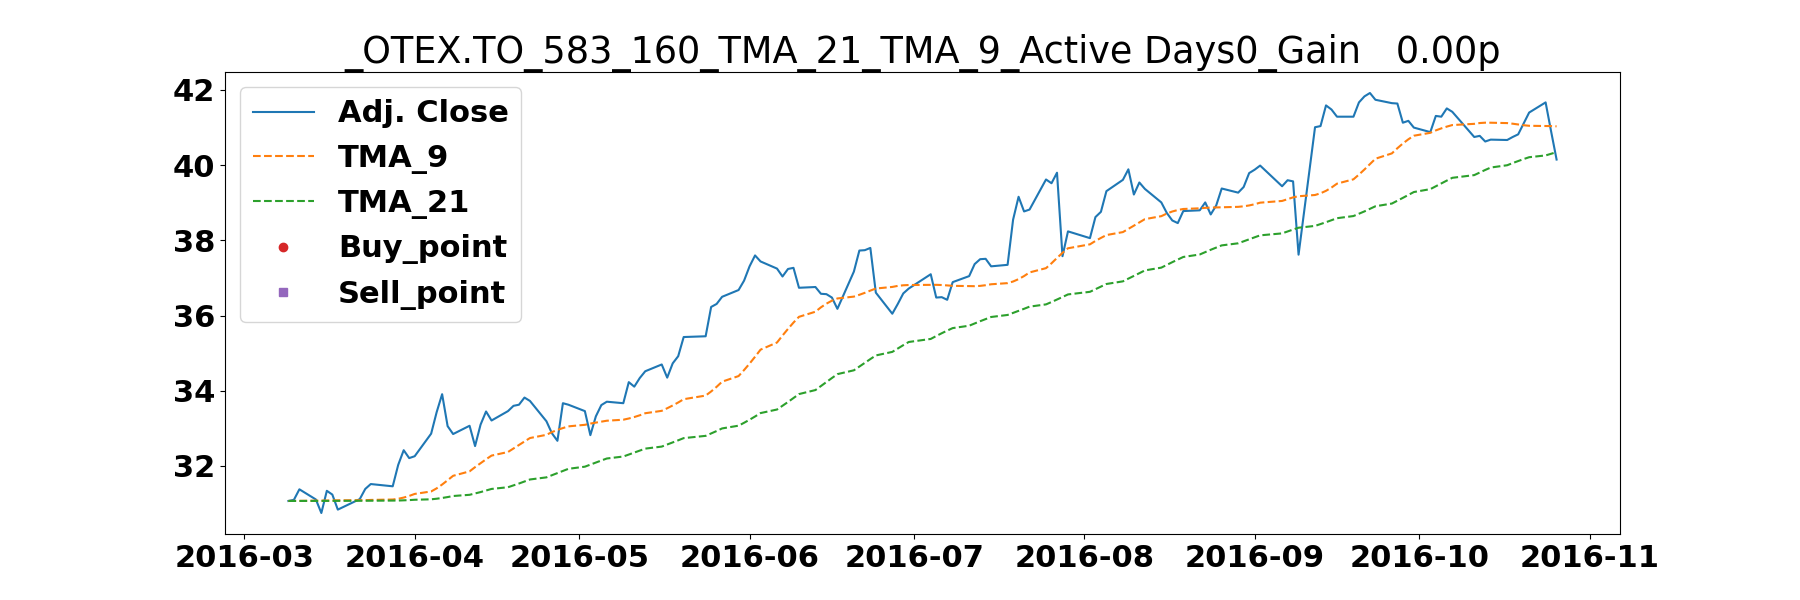 _OTEX.TO_583_160_TMA_21_TMA_9_Active Days0_Gain   0.00p
42
40
38
36
34
32
Adj. Close
TMA_9
TMA_21
Buy_point
Sell_point
2016-03 2016-04 2016-05 2016-06 2016-07 2016-08 2016-09 2016-10 2016-11